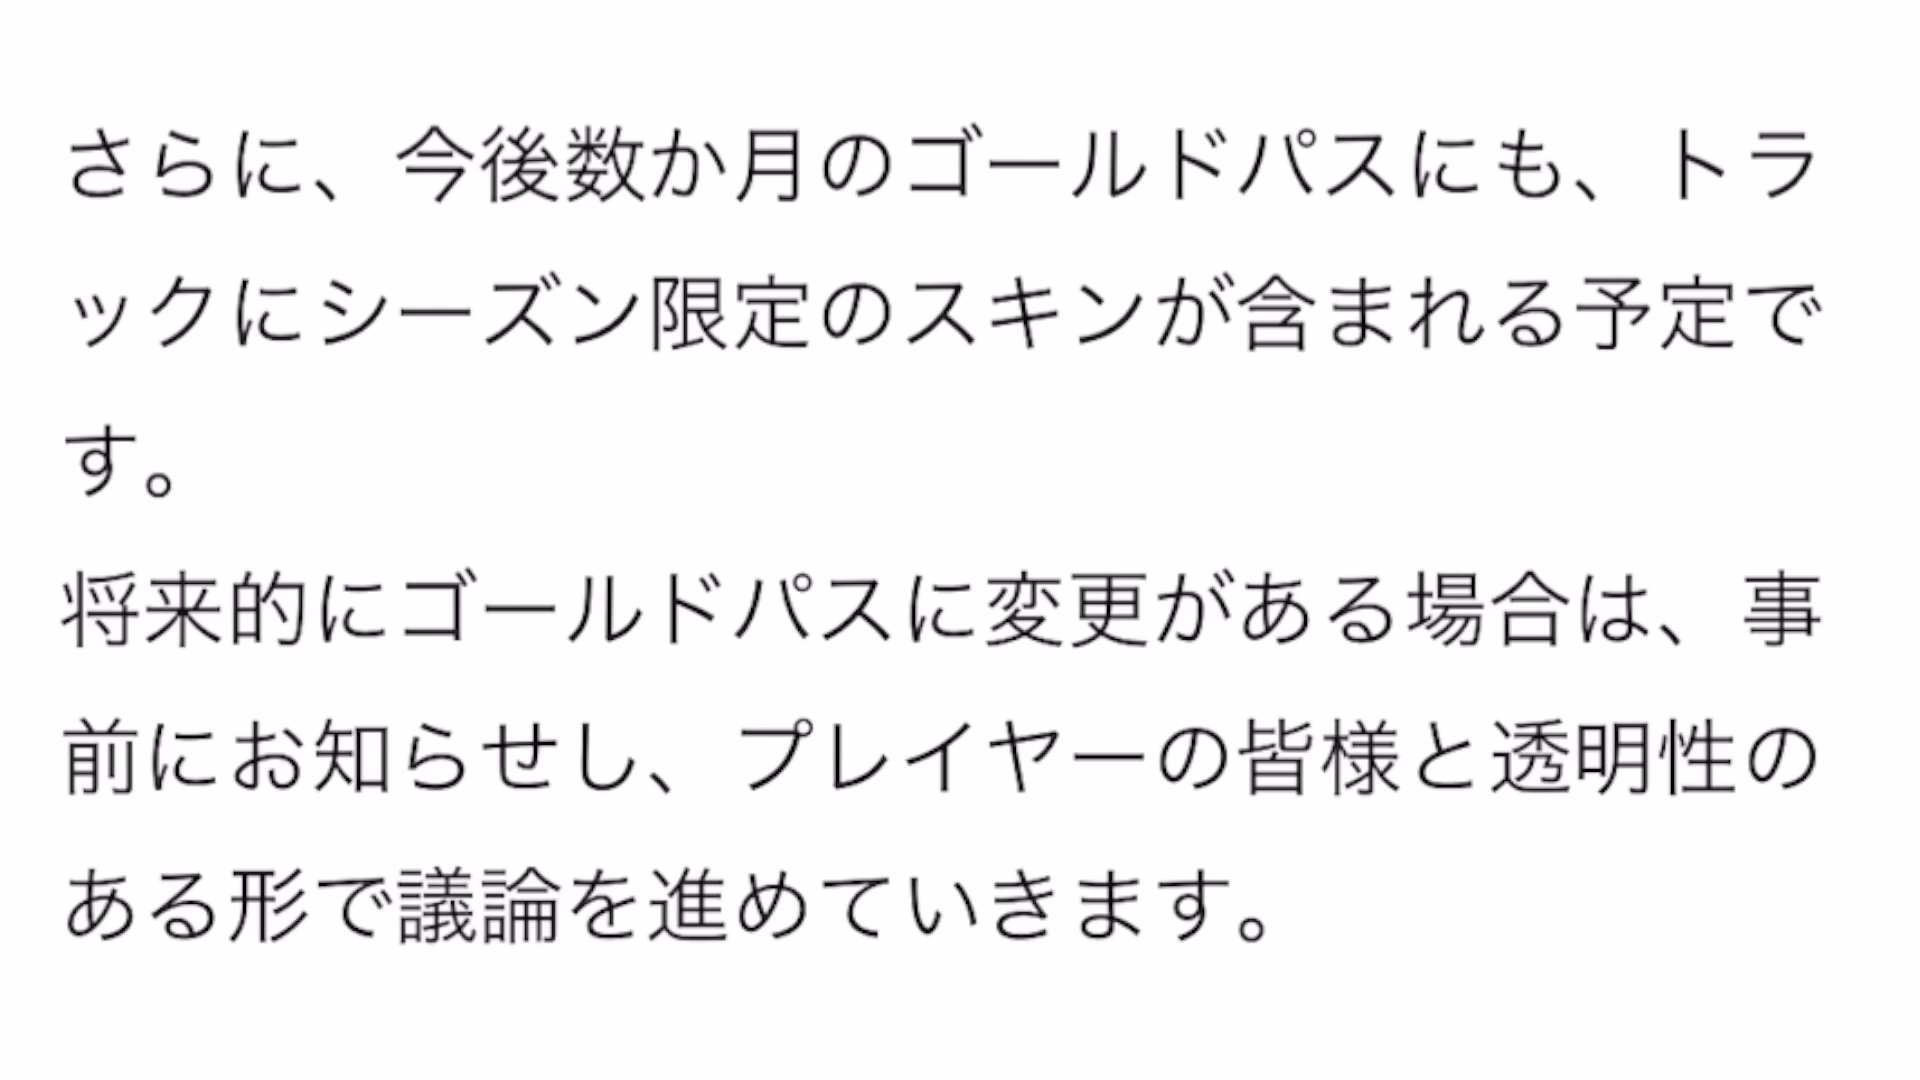 さらに、今後数か月のゴールドパスにも、トラ
ックにシーズン限定のスキンが含まれる予定で
す。
将来的にゴールドパスに変更がある場合は、事
前にお知らせし、プレイヤーの皆様と透明性の
ある形で議論を進めていきます。